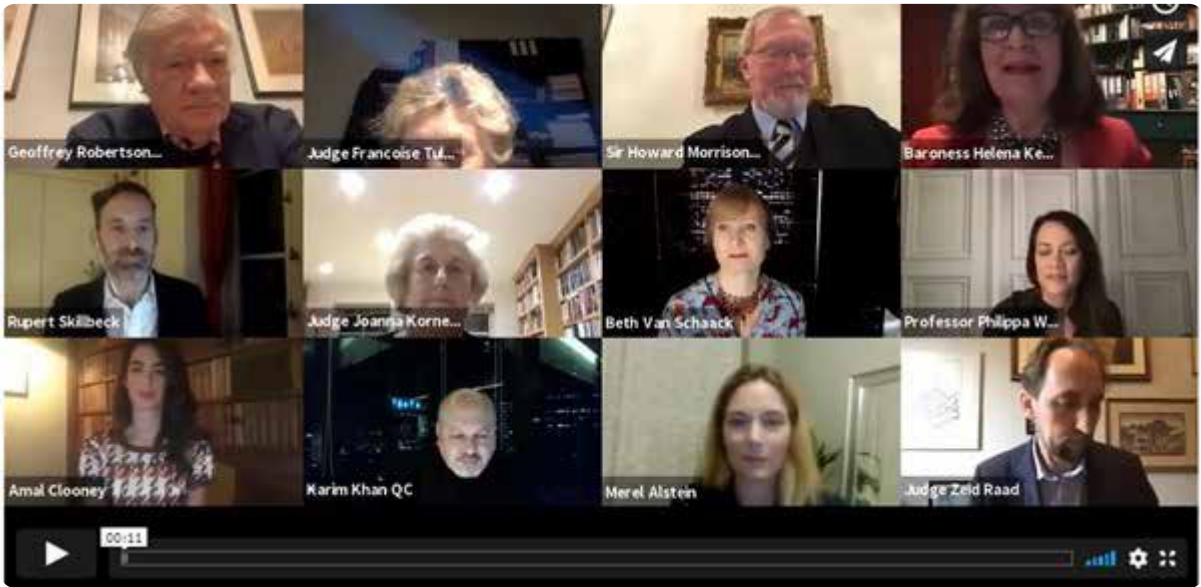 Geoffrey Robertson...
Judge Francoise Tul...
Sir Howard Morrison...
Baroness Helena Ke...
Rupert Skilbeck
Judge Joanna Korne...
Beth Van Schaack
Professor Philippa W...
Amal Clooney
Karim Khan QC
Merel Alstein
Judge Zeid Raad
00:11